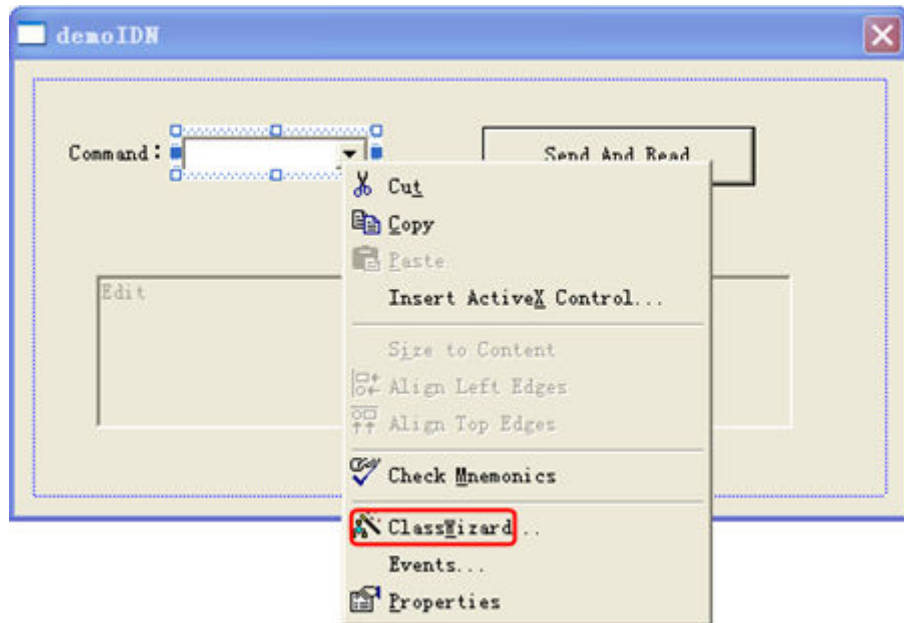 demoIDN
Command:
Send And Read
Edit
Cut
Copy
Paste
Insert ActiveX Control...
Size to Content
Align Left Edges
Align Top Edges
Check Mnemonics
ClassWizard...
Events...
Properties